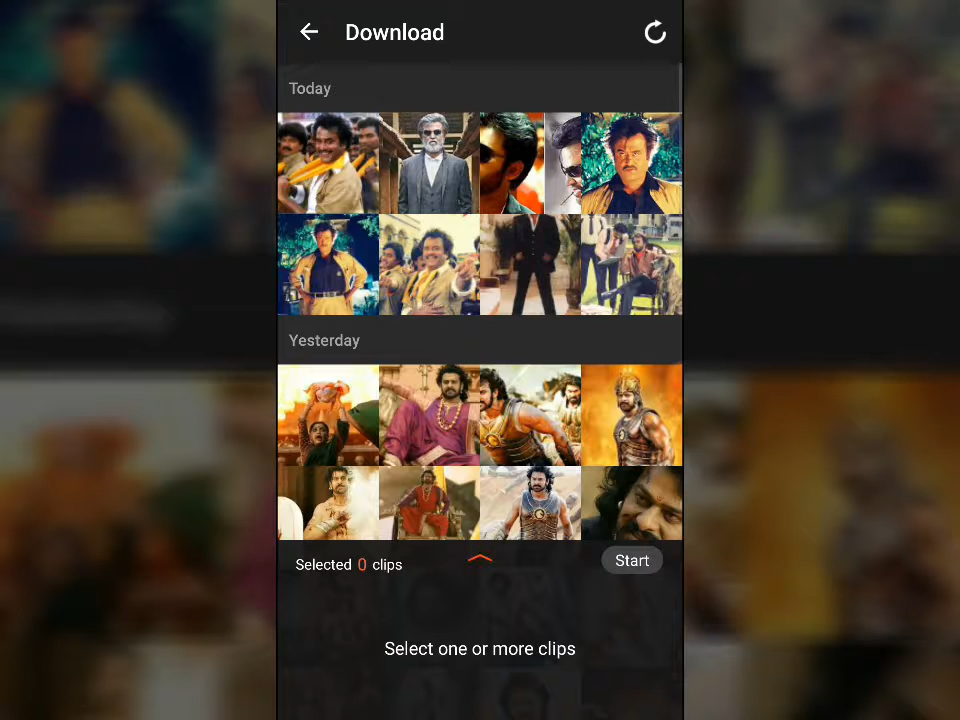 Download
Today
Yesterday
Selected 0 clips
Start
Select one or more clips